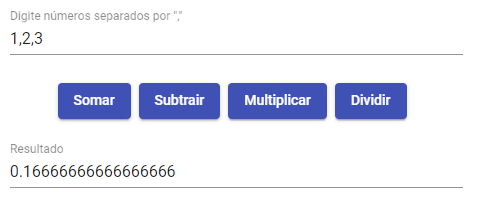 Digite números separados por ","
1,2,3
Somar Subtrair Multiplicar Dividir
Resultado
0.16666666666666666